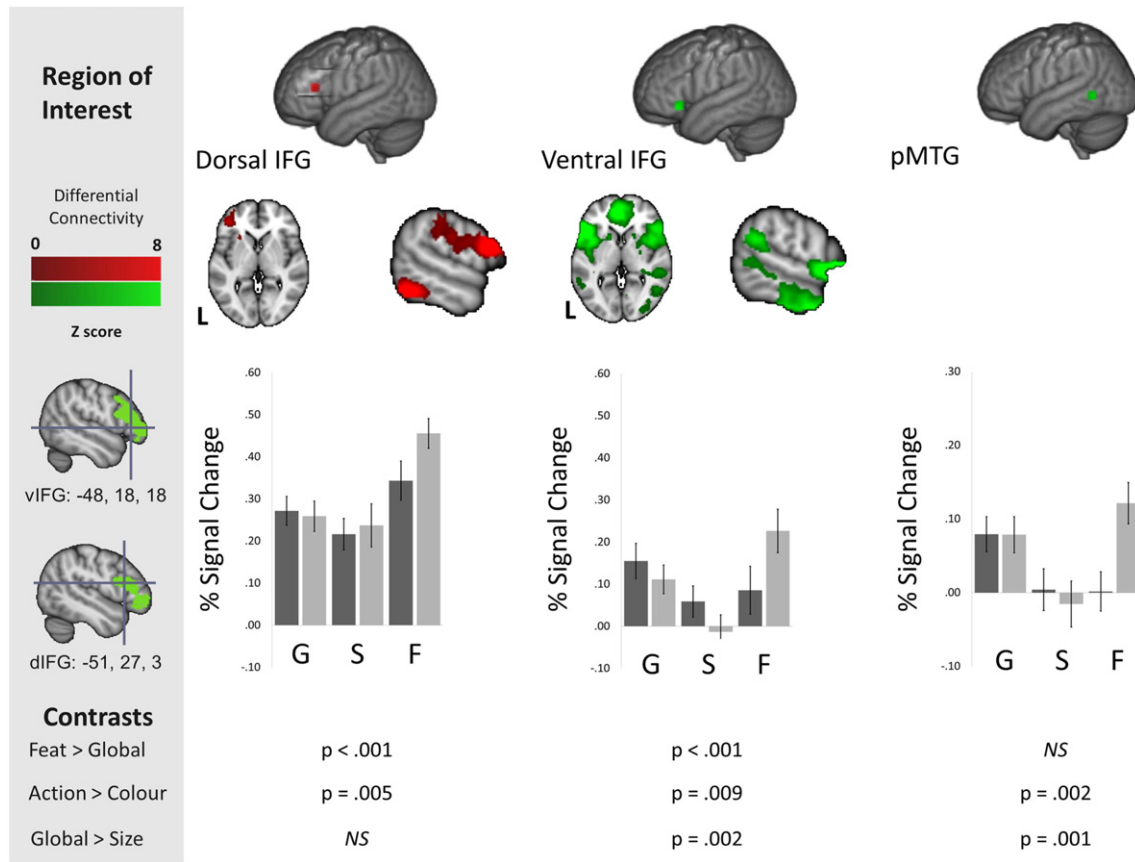 Region of
Interest
Differential
Connectivity
0 8
Z score
vIFG: -48, 18, 18
dIFG: -51, 27, 3
Dorsal IFG
L
Ventral IFG
L
pMTG
% Signal Change
.60
.50
.40
.30
.20
.10
.00
-.10
G S F
% Signal Change
.60
.50
.40
.30
.20
.10
.00
-.10
G S F
% Signal Change
.30
.20
.10
.00
-.10
G S F
Contrasts
Feat > Global p < .001 p < .001 NS
Action > Colour p = .005 p = .009 p = .002
Global > Size NS p = .002 p = .001